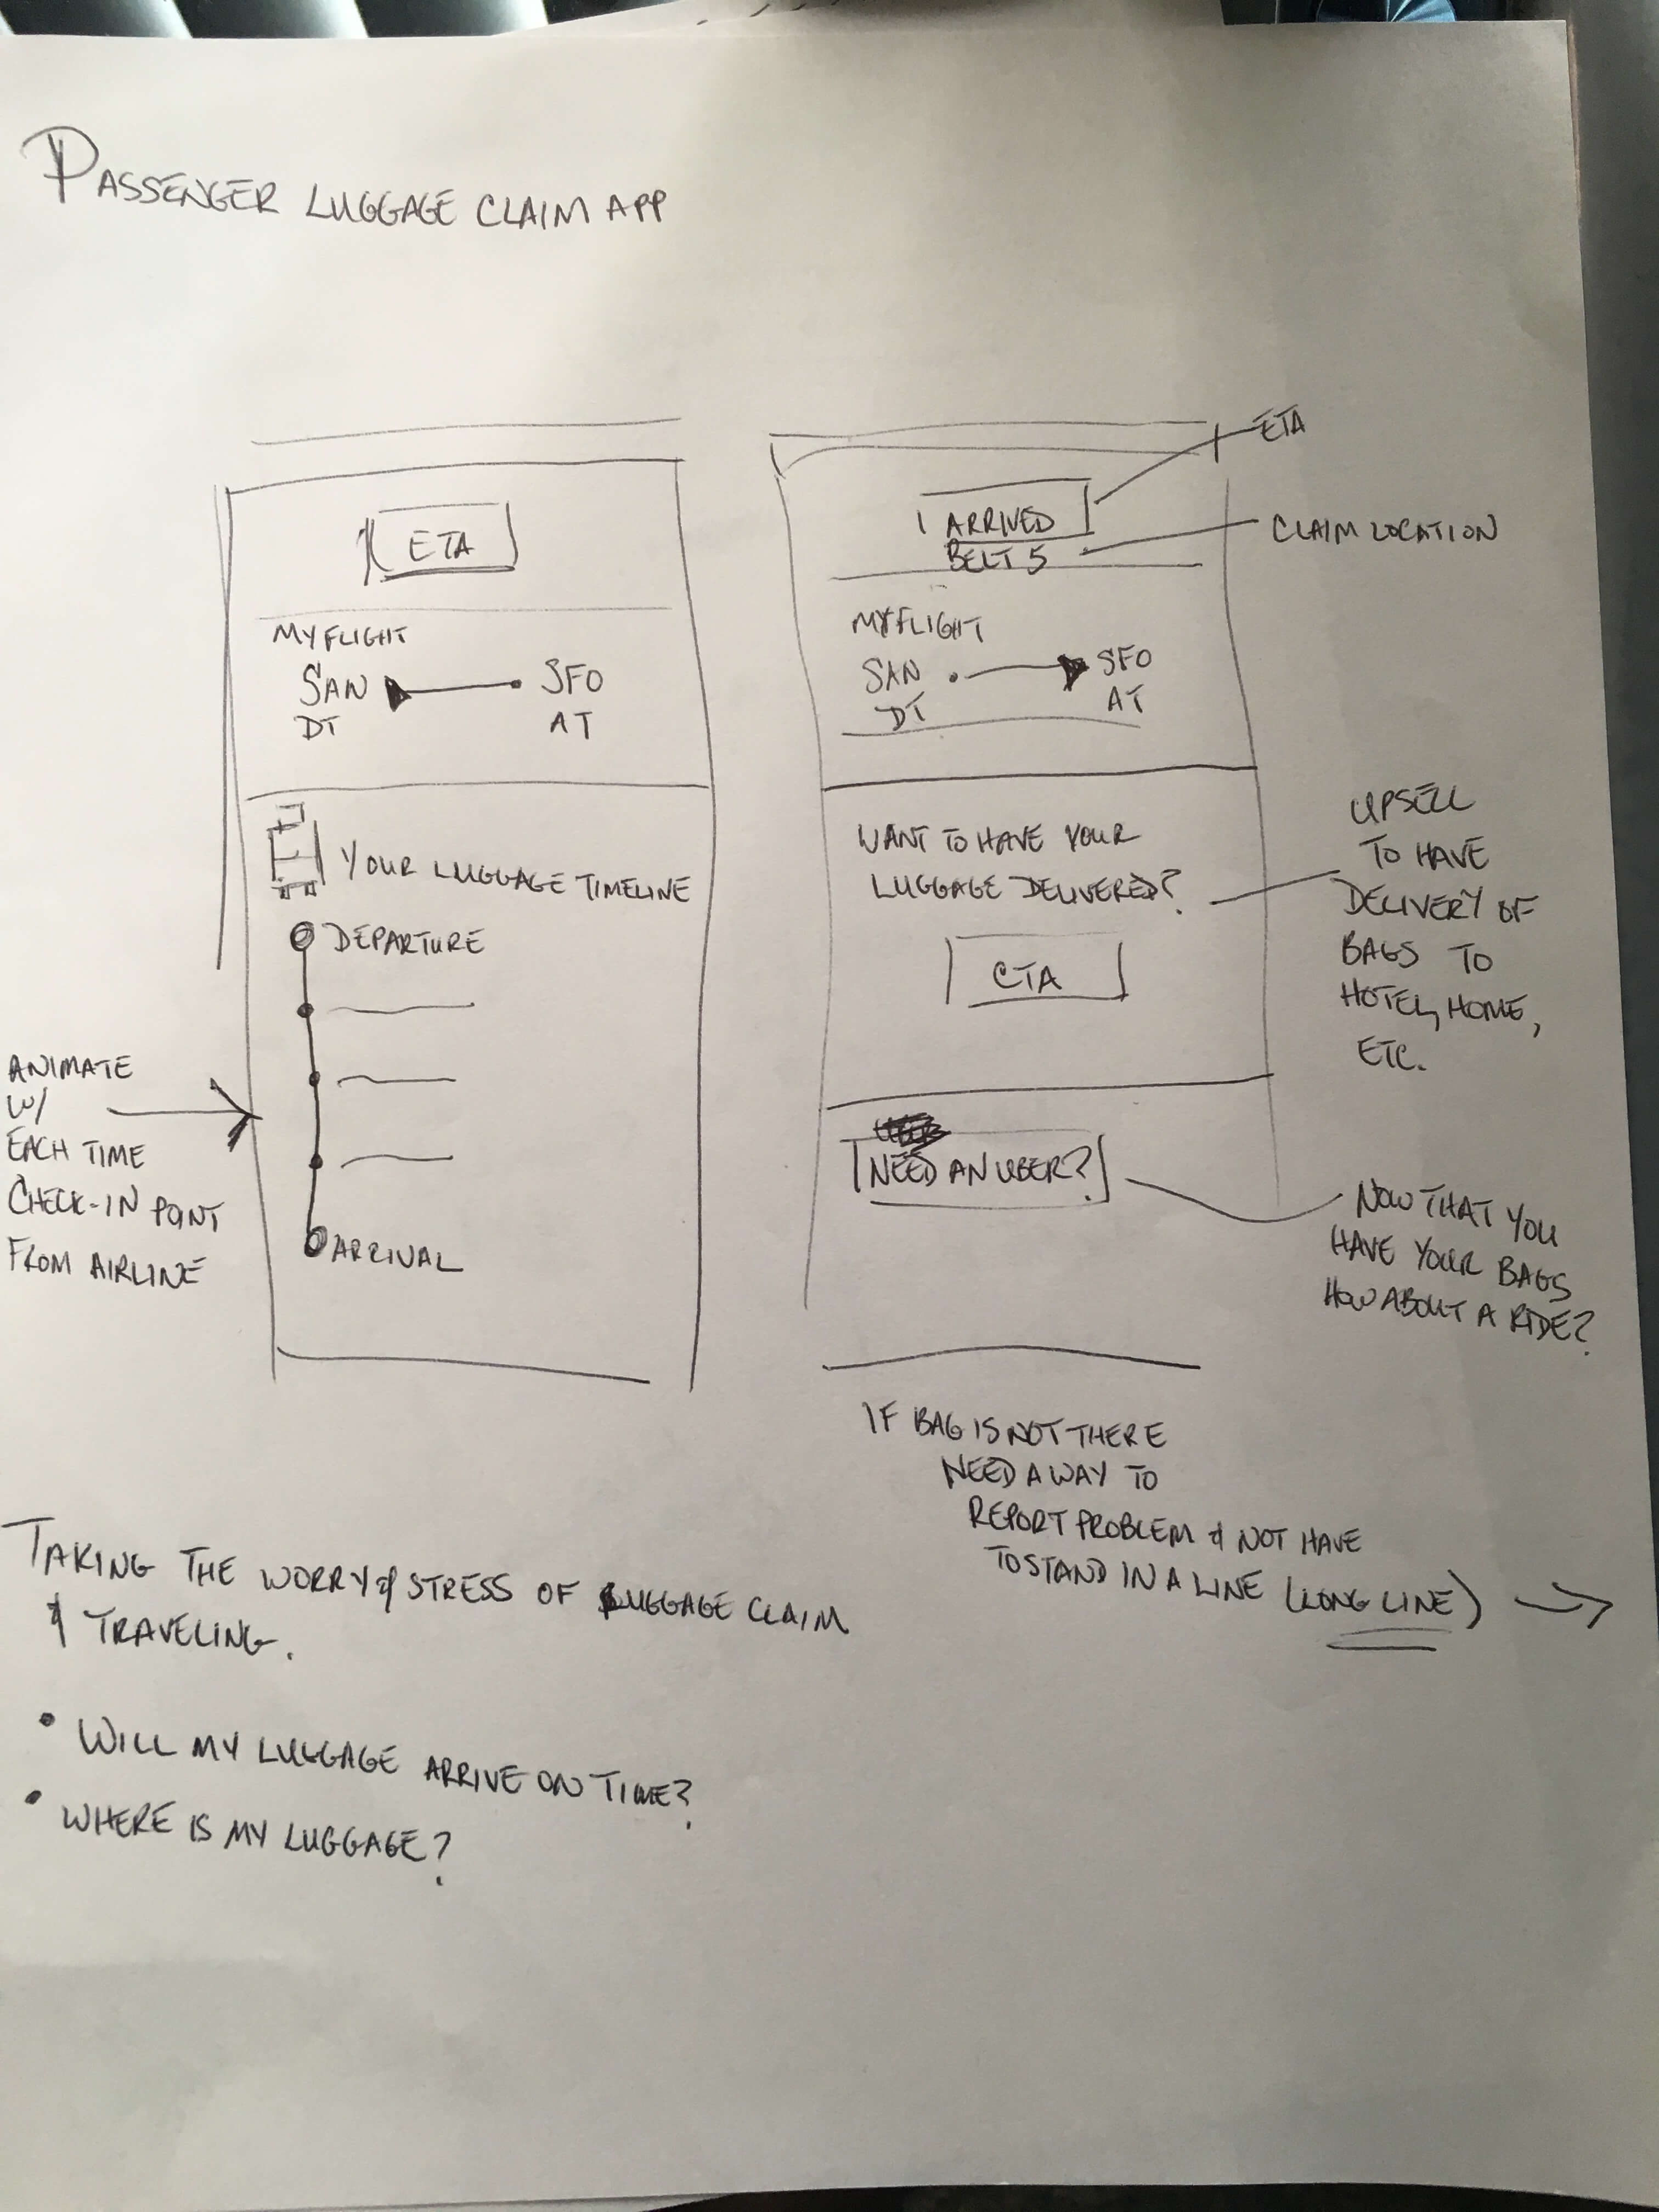 PASSENGER LUGGAGE CLAIM APP
ETA
MY FLIGHT
SAN SFO
DT AT
YOUR LUGGAGE TIMELINE
DEPARTURE
ARRIVAL
ANIMATE
W/
EACH TIME
CHECK-IN POINT
FROM AIRLINE
ETA
ARRIVED
BELT 5
CLAIM LOCATION
MY FLIGHT
SAN SFO
DT AT
WANT TO HAVE YOUR
LUGGAGE DELIVERED?
CTA
UPSELL
TO HAVE
DELIVERY OF
BAGS TO
HOTEL, HOME,
ETC.
NEED AN UBER?
NOW THAT YOU
HAVE YOUR BAGS
HOW ABOUT A RIDE?
IF BAG IS NOT THERE
NEED A WAY TO
REPORT PROBLEM & NOT HAVE
TO STAND IN A LINE (LONG LINE)
TAKING THE WORRY & STRESS OF LUGGAGE CLAIM
& TRAVELING.
• WILL MY LUGGAGE ARRIVE ON TIME?
• WHERE IS MY LUGGAGE?